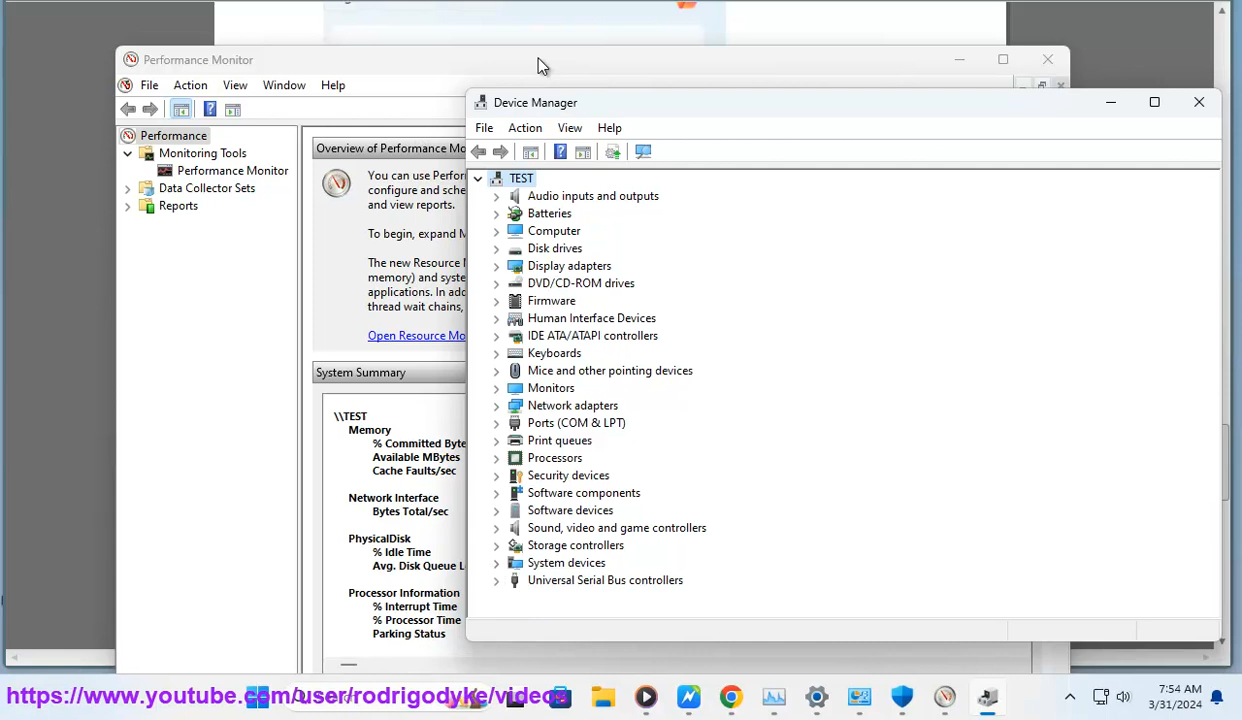 Performance Monitor
File Action View Window Help
Performance
Monitoring Tools
Performance Monitor
Data Collector Sets
Reports
Overview of Performance Mo
You can use Perfor
configure and sche
and view reports.
To begin, expand M
The new Resource M
memory) and syste
applications. In add
thread wait chains,
Open Resource Mo
System Summary
\\TEST
Memory
% Committed Byte
Available MBytes
Cache Faults/sec
Network Interface
Bytes Total/sec
PhysicalDisk
% Idle Time
Avg. Disk Queue L
Processor Information
% Interrupt Time
% Processor Time
Parking Status
Device Manager
File Action View Help
TEST
Audio inputs and outputs
Batteries
Computer
Disk drives
Display adapters
DVD/CD-ROM drives
Firmware
Human Interface Devices
IDE ATA/ATAPI controllers
Keyboards
Mice and other pointing devices
Monitors
Network adapters
Ports (COM & LPT)
Print queues
Processors
Security devices
Software components
Software devices
Sound, video and game controllers
Storage controllers
System devices
Universal Serial Bus controllers
https://www.youtube.com/user/rodrigodyke/videos
7:54 AM
3/31/2024